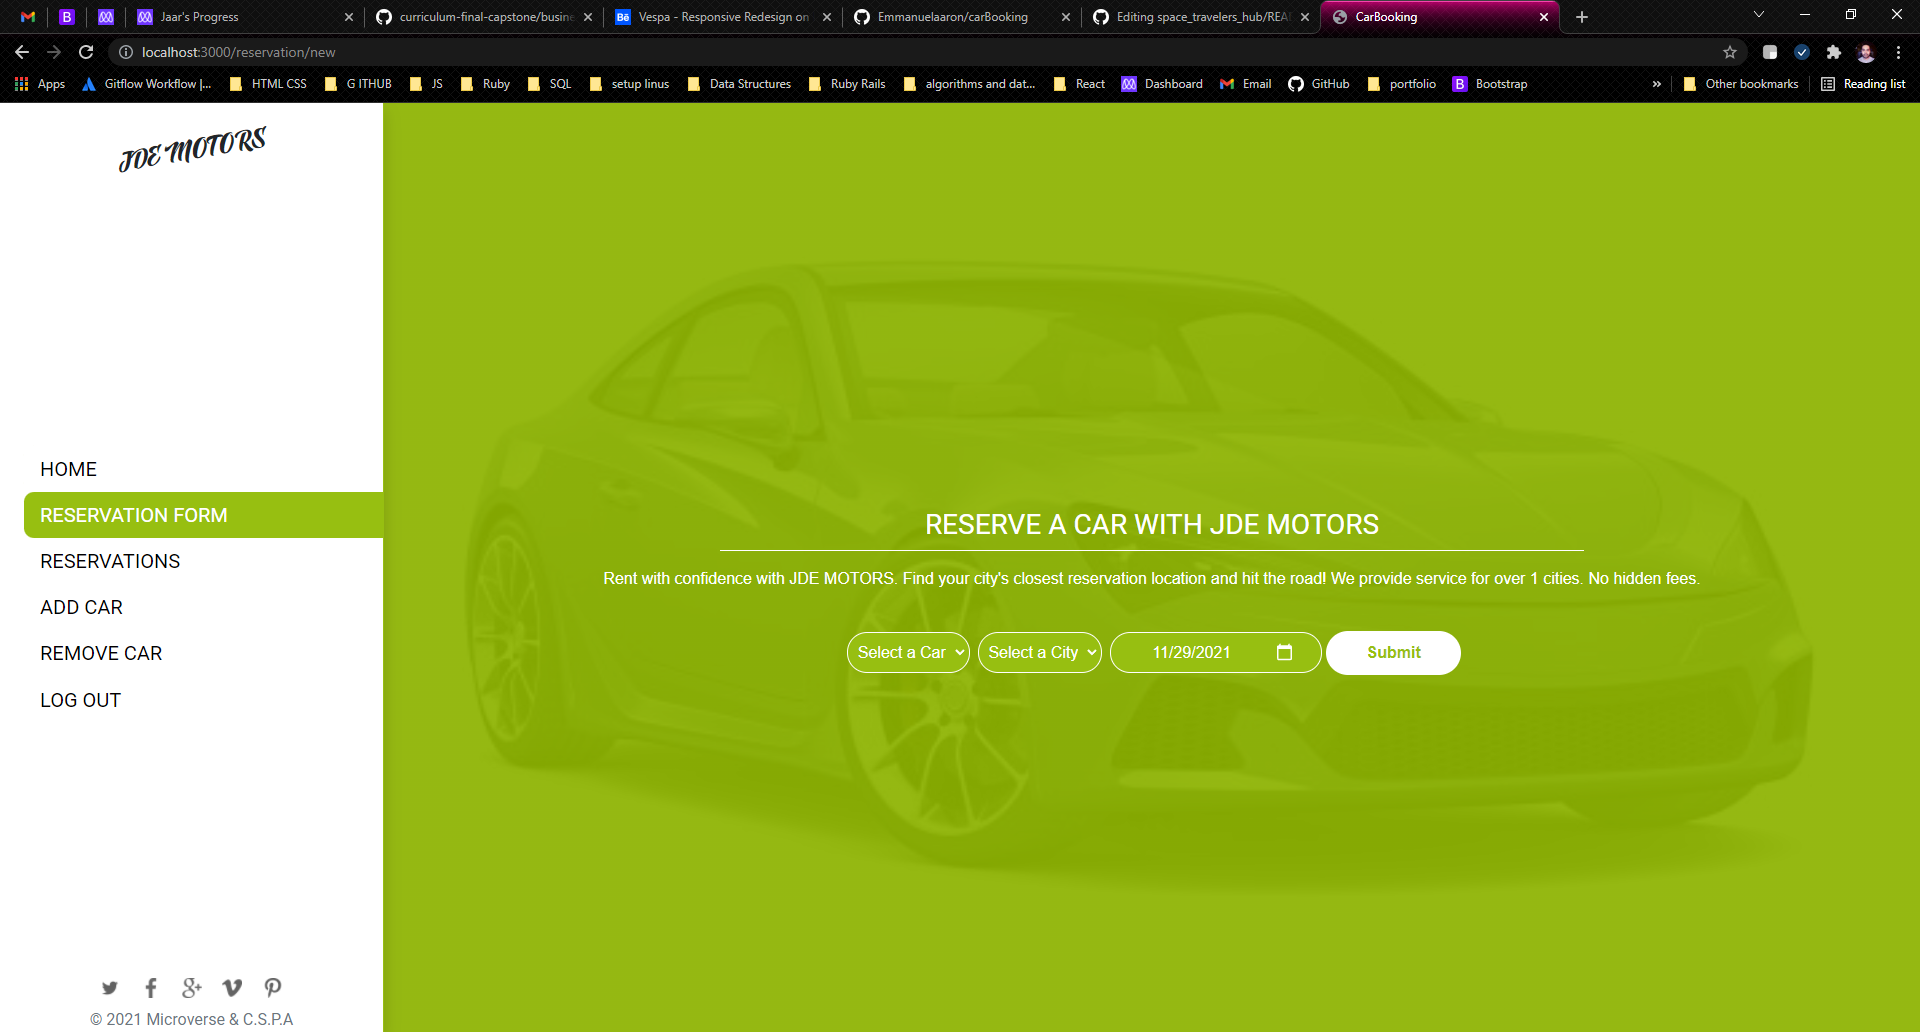 Jaar's Progress
curriculum-final-capstone/busine
Vespa - Responsive Redesign on
Emmanuelaaron/carBooking
Editing space_travelers_hub/REA
CarBooking
localhost:3000/reservation/new
Apps
Gitflow Workflow |...
HTML CSS
G ITHUB
JS
Ruby
SQL
setup linus
Data Structures
Ruby Rails
algorithms and dat...
React
Dashboard
Email
GitHub
portfolio
Bootstrap
»
Other bookmarks
Reading list
JDE MOTORS
HOME
RESERVATION FORM
RESERVATIONS
ADD CAR
REMOVE CAR
LOG OUT
© 2021 Microverse & C.S.P.A
RESERVE A CAR WITH JDE MOTORS
Rent with confidence with JDE MOTORS. Find your city's closest reservation location and hit the road! We provide service for over 1 cities. No hidden fees.
Select a Car
Select a City
11/29/2021
Submit